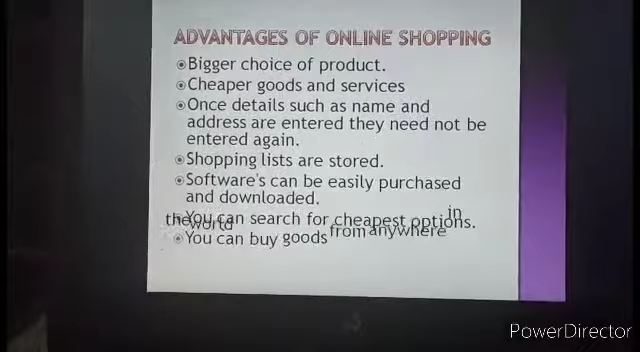 ADVANTAGES OF ONLINE SHOPPING
Bigger choice of product.
Cheaper goods and services
Once details such as name and
address are entered they need not be
entered again.
Shopping lists are stored.
Software's can be easily purchased
and downloaded.
You can search for cheapest options.
You can buy goods from anywhere in
the world
PowerDirector